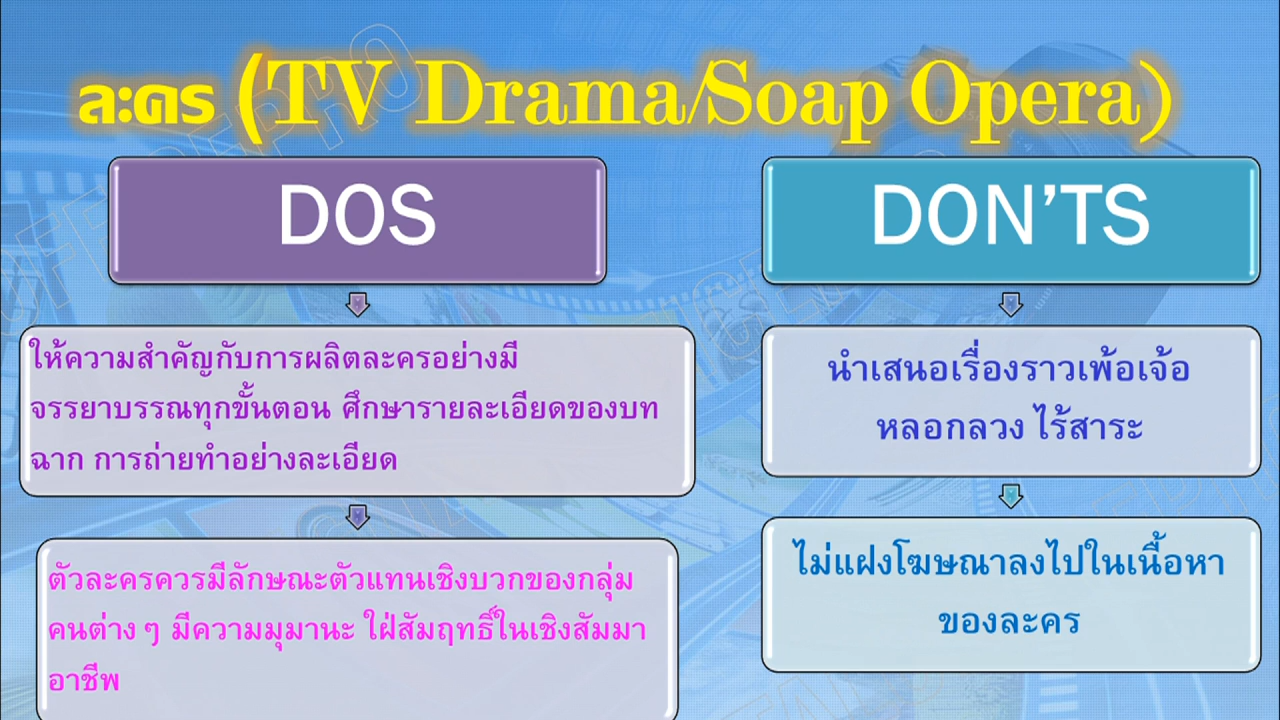 ละคร (TV Drama/Soap Opera)
DOS
ให้ความสำคัญกับการผลิตละครอย่างมี
จรรยาบรรณทุกขั้นตอน ศึกษารายละเอียดของบท
ฉาก การถ่ายทำอย่างละเอียด
ตัวละครควรมีลักษณะตัวแทนเชิงบวกของกลุ่ม
คนต่าง ๆ มีความมุมานะ ใฝ่สัมฤทธิ์ในเชิงสัมมา
อาชีพ
DON'TS
นำเสนอเรื่องราวเพ้อเจ้อ
หลอกลวง ไร้สาระ
ไม่แฝงโฆษณาลงไปในเนื้อหา
ของละคร